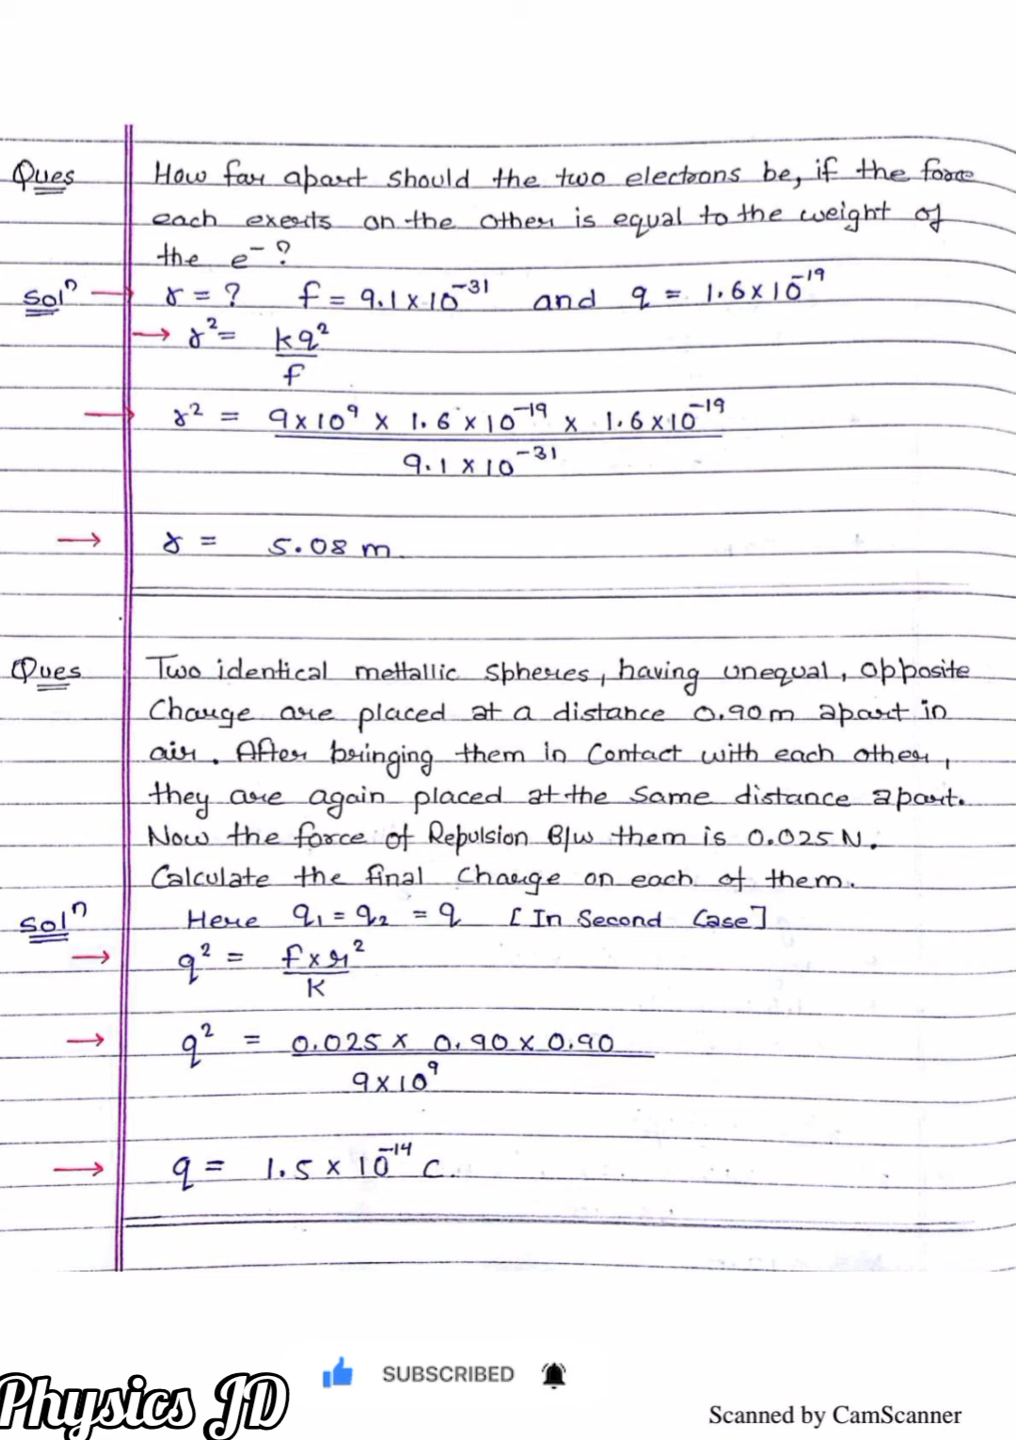 Ques How far apart should the two electrons be, if the force
each exerts on the other is equal to the weight of
the e⁻?
Solⁿ → r = ? f = 9.1 × 10⁻³¹ and q = 1.6 × 10⁻¹⁹
→ r² = kq²
f
→ r² = 9 × 10⁹ × 1.6 × 10⁻¹⁹ × 1.6 × 10⁻¹⁹
9.1 × 10⁻³¹
→ r = 5.08 m.
Ques Two identical mettallic Spheres, having unequal, opposite
Charge are placed at a distance 0.90m apart in
air. After bringing them in Contact with each other,
they are again placed at the Same distance apart.
Now the force of Repulsion B/w them is 0.025 N.
Calculate the final Charge on each of them.
Solⁿ Here q₁ = q₂ = q [In Second Case]
→ q² = f × r²
K
→ q² = 0.025 × 0.90 × 0.90
9 × 10⁹
→ q = 1.5 × 10⁻¹⁴ C.
SUBSCRIBED
Physics JD
Scanned by CamScanner